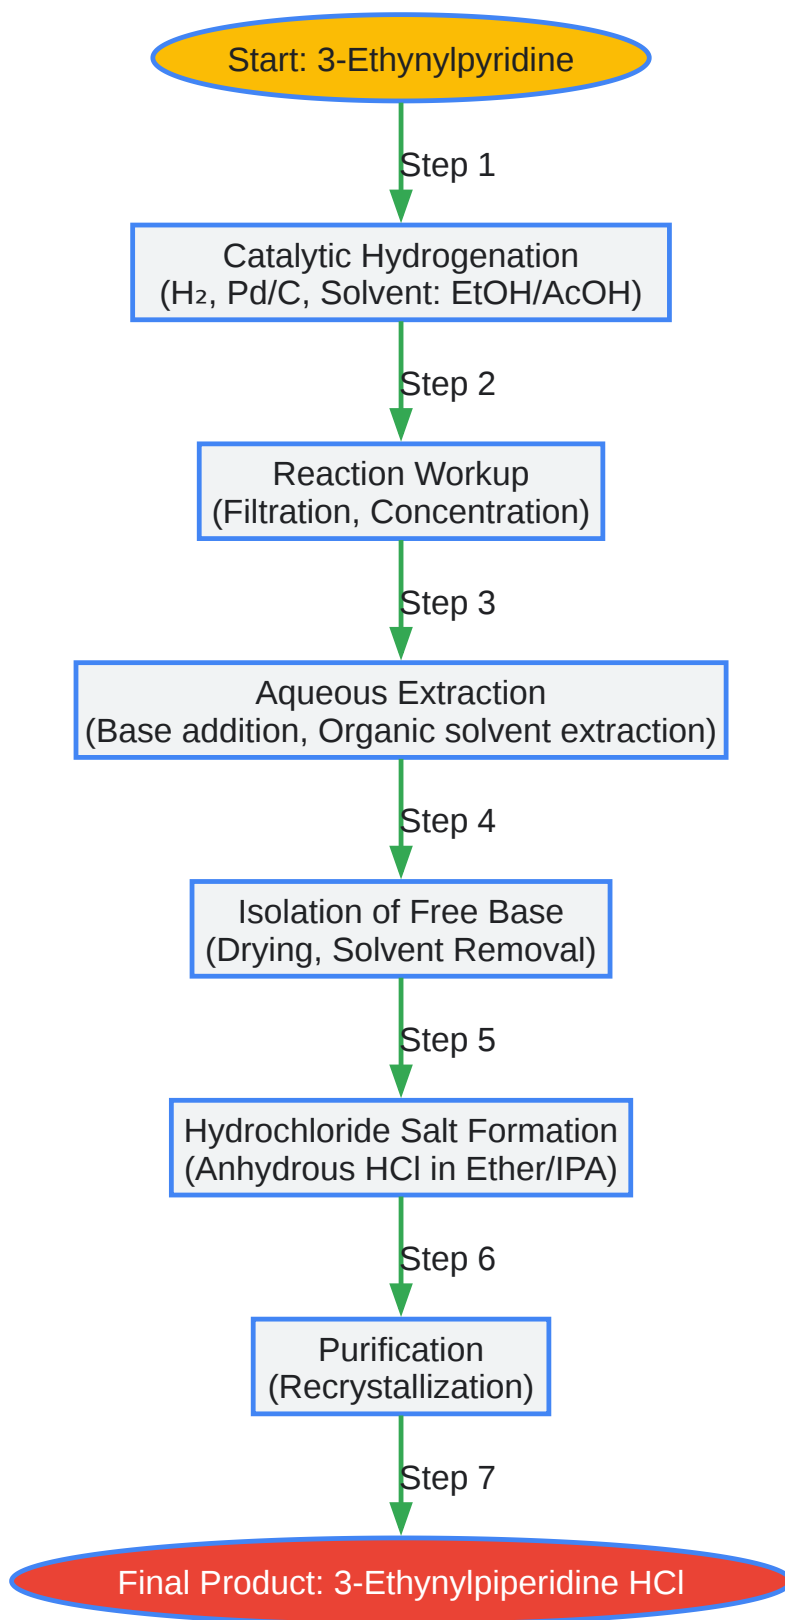 Start: 3-Ethynylpyridine
Step 1
Catalytic Hydrogenation
(H₂, Pd/C, Solvent: EtOH/AcOH)
Step 2
Reaction Workup
(Filtration, Concentration)
Step 3
Aqueous Extraction
(Base addition, Organic solvent extraction)
Step 4
Isolation of Free Base
(Drying, Solvent Removal)
Step 5
Hydrochloride Salt Formation
(Anhydrous HCl in Ether/IPA)
Step 6
Purification
(Recrystallization)
Step 7
Final Product: 3-Ethynylpiperidine HCl